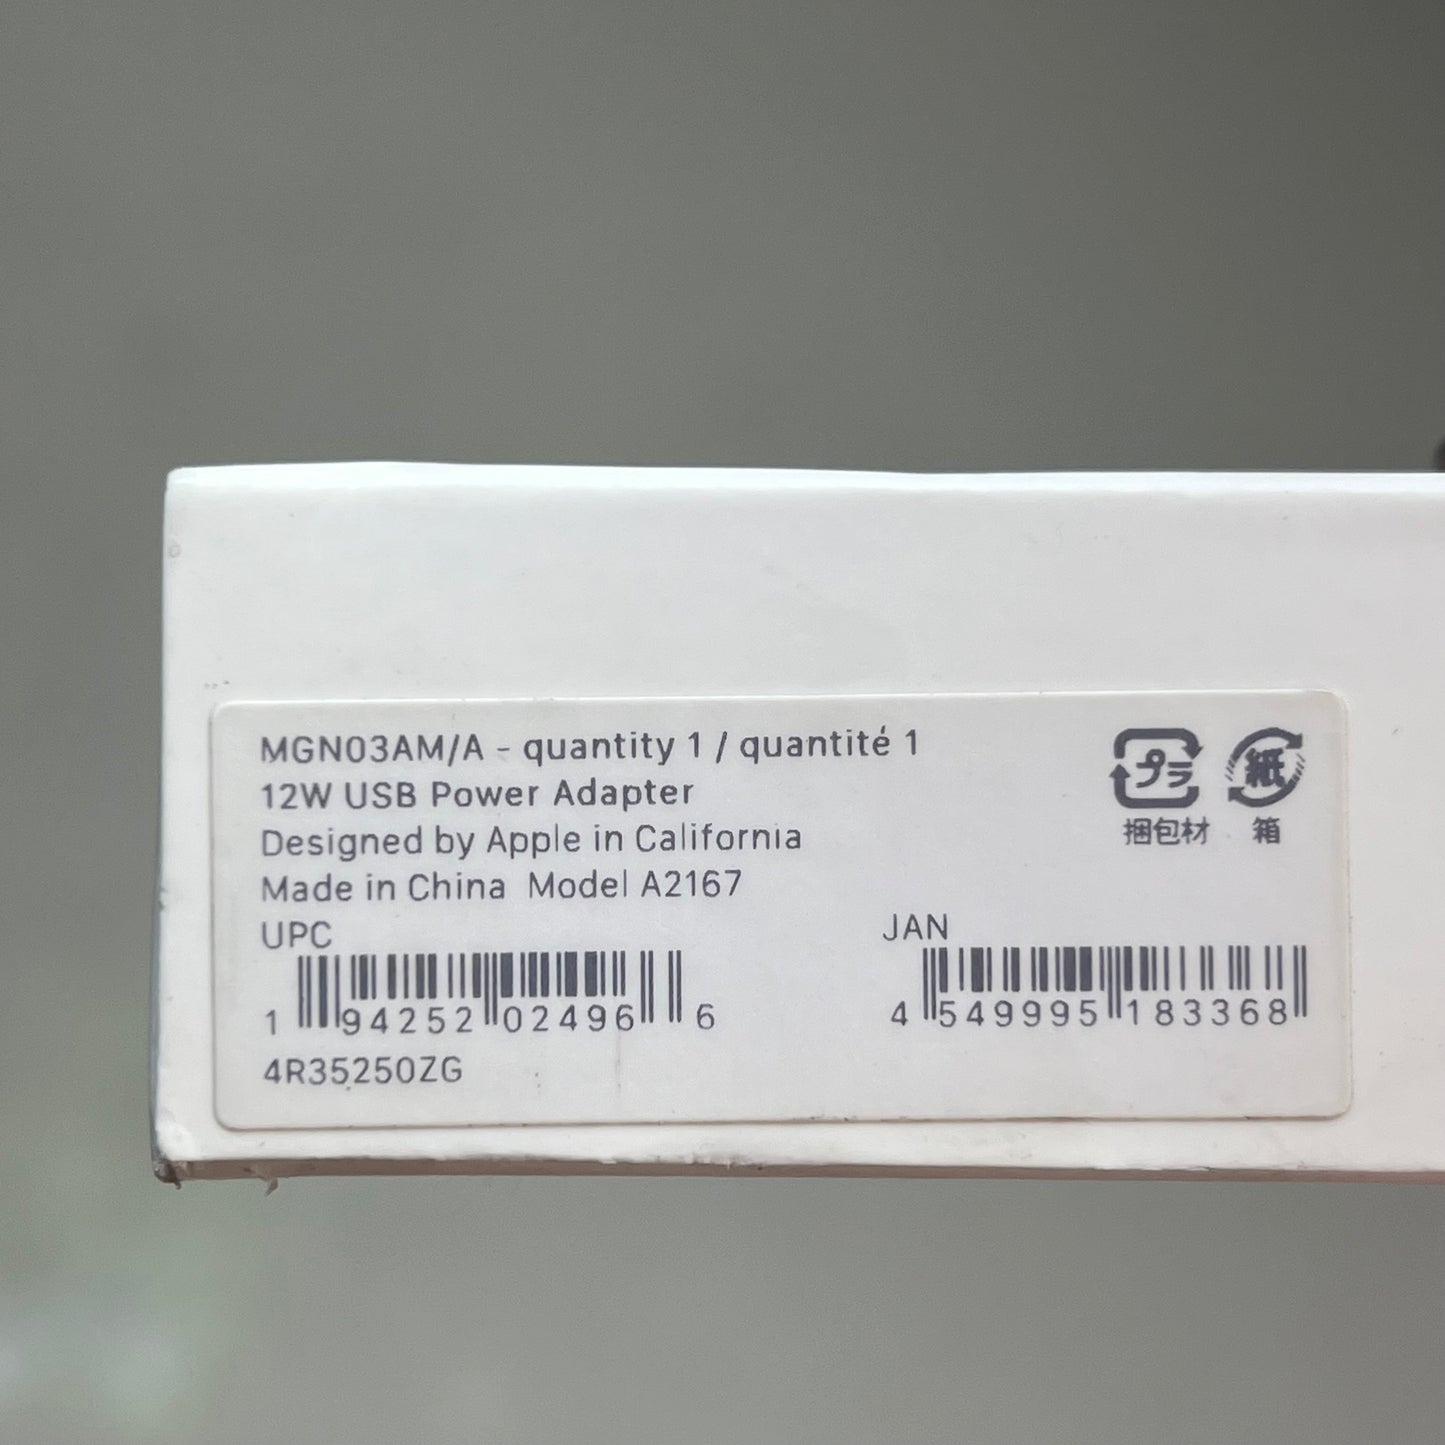 MGN03AM/A - quantity 1 / quantité 1
12W USB Power Adapter
Designed by Apple in California
Made in China Model A2167
プラ
紙
梱包材
箱
UPC
1 94252 02496 6
JAN
4 549995 183368
4R35250ZG